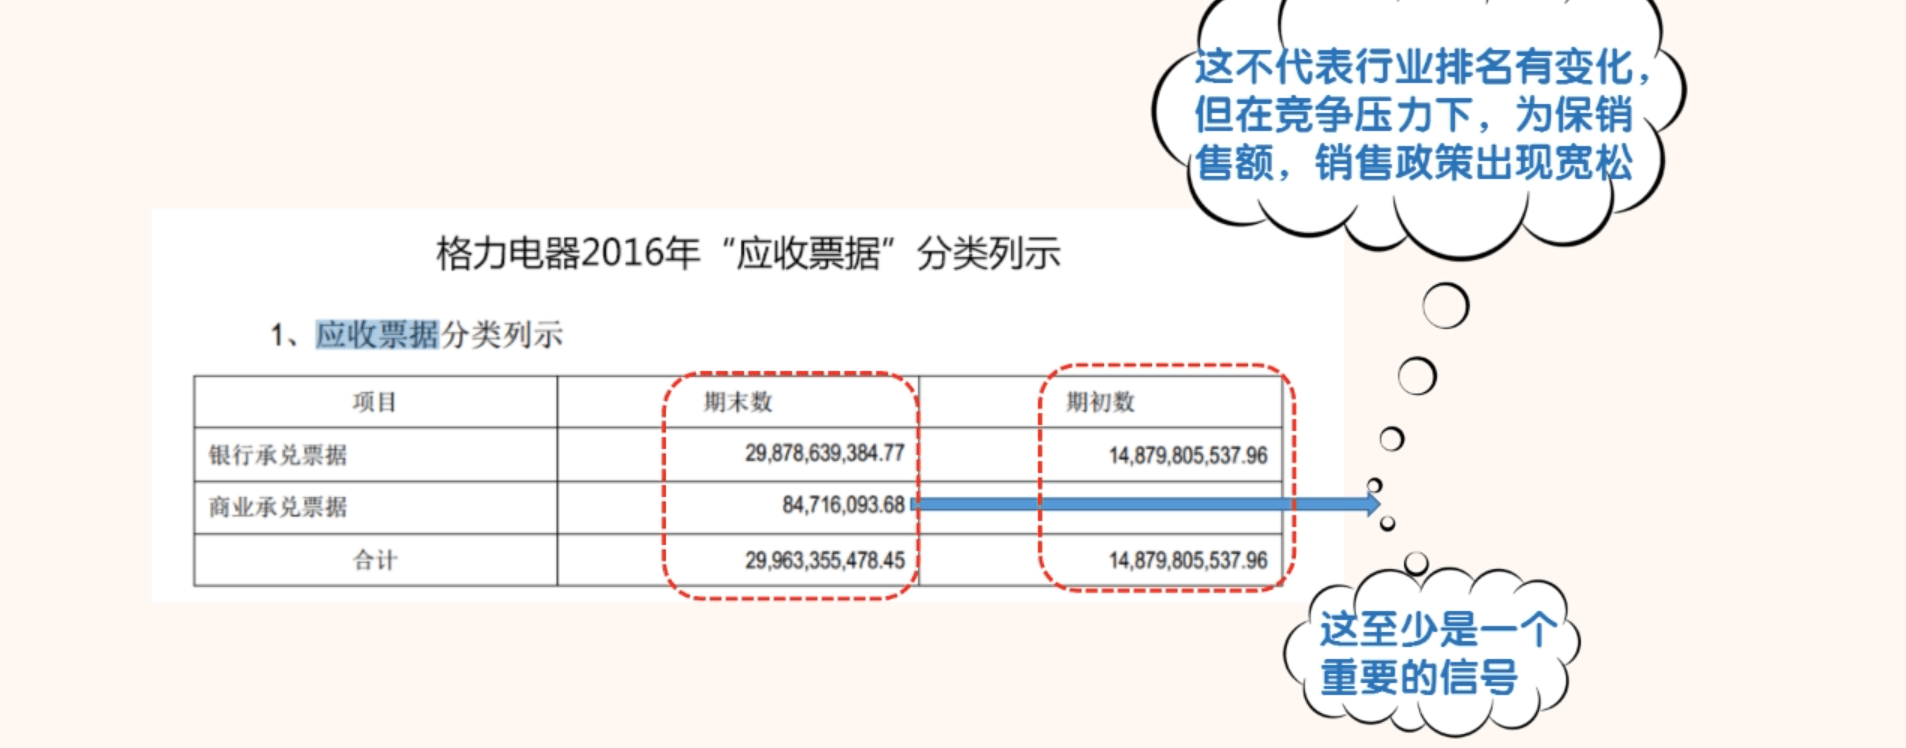 这不代表行业排名有变化，
但在竞争压力下，为保销
售额，销售政策出现宽松
格力电器2016年“应收票据”分类列示
1、应收票据分类列示
项目 期末数 期初数
银行承兑票据 29,878,639,384.77 14,879,805,537.96
商业承兑票据 84,716,093.68
合计 29,963,355,478.45 14,879,805,537.96
这至少是一个
重要的信号